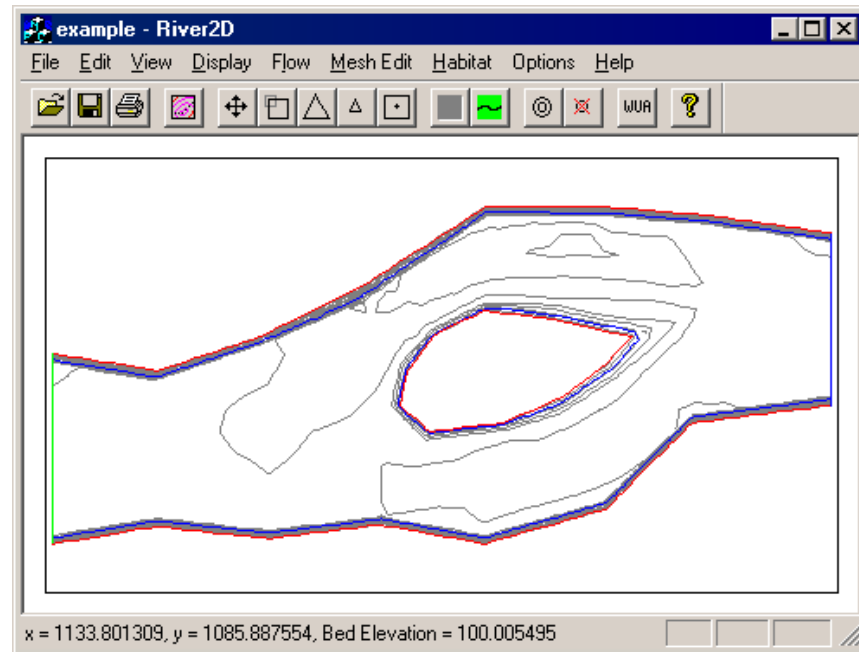 example - River2D
File Edit View Display Flow Mesh Edit Habitat Options Help
WUA ?
x = 1133.801309, y = 1085.887554, Bed Elevation = 100.005495